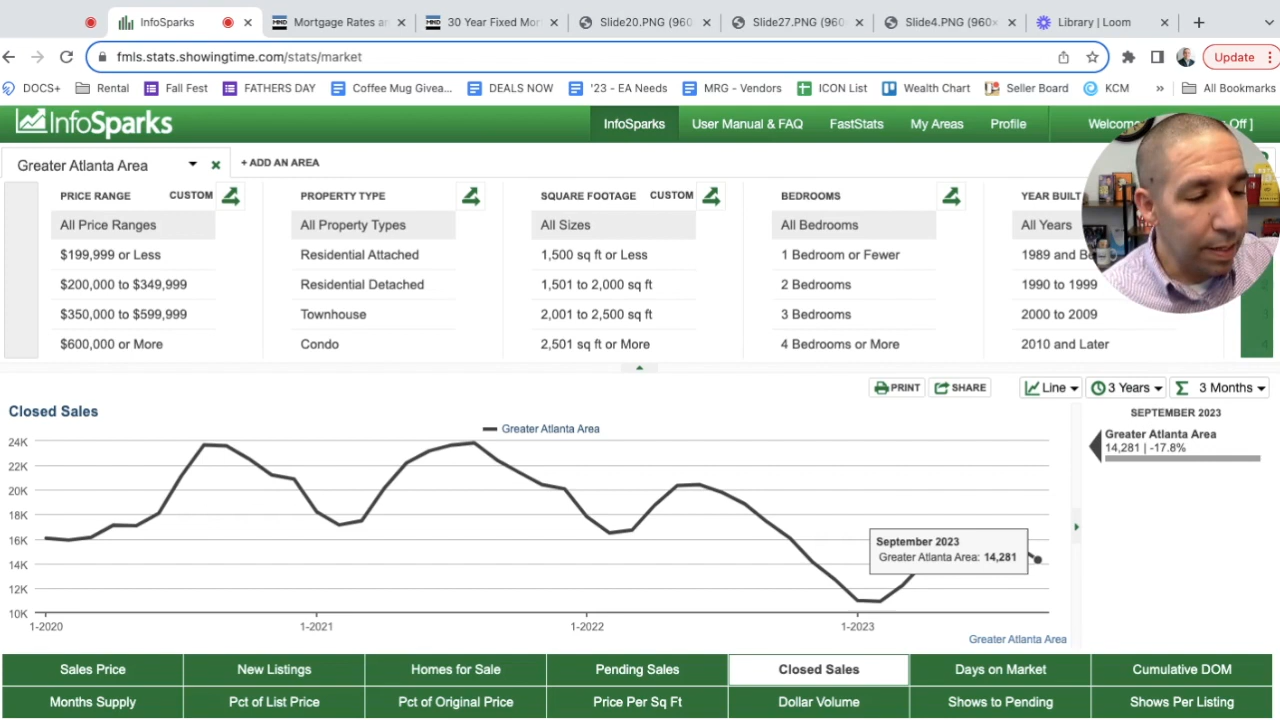 InfoSparks
Mortgage Rates an
30 Year Fixed Mor
Slide20.PNG (960
Slide27.PNG (960
Slide4.PNG (960×
Library | Loom
fmls.stats.showingtime.com/stats/market
Update
DOCS+
Rental
Fall Fest
FATHERS DAY
Coffee Mug Givea...
DEALS NOW
'23 - EA Needs
MRG - Vendors
ICON List
Wealth Chart
Seller Board
KCM
»
All Bookmarks
InfoSparks
InfoSparks
User Manual & FAQ
FastStats
My Areas
Profile
Welcome
Off ]
Greater Atlanta Area
+ ADD AN AREA
PRICE RANGE CUSTOM
All Price Ranges
$199,999 or Less
$200,000 to $349,999
$350,000 to $599,999
$600,000 or More
PROPERTY TYPE
All Property Types
Residential Attached
Residential Detached
Townhouse
Condo
SQUARE FOOTAGE CUSTOM
All Sizes
1,500 sq ft or Less
1,501 to 2,000 sq ft
2,001 to 2,500 sq ft
2,501 sq ft or More
BEDROOMS
All Bedrooms
1 Bedroom or Fewer
2 Bedrooms
3 Bedrooms
4 Bedrooms or More
YEAR BUILT
All Years
1989 and Be
1990 to 1999
2000 to 2009
2010 and Later
PRINT
SHARE
Line
3 Years
Σ 3 Months
Closed Sales
Greater Atlanta Area
SEPTEMBER 2023
Greater Atlanta Area
14,281 | -17.8%
24K
22K
20K
18K
16K
14K
12K
10K
September 2023
Greater Atlanta Area: 14,281
1-2020
1-2021
1-2022
1-2023
Greater Atlanta Area
Sales Price
New Listings
Homes for Sale
Pending Sales
Closed Sales
Days on Market
Cumulative DOM
Months Supply
Pct of List Price
Pct of Original Price
Price Per Sq Ft
Dollar Volume
Shows to Pending
Shows Per Listing